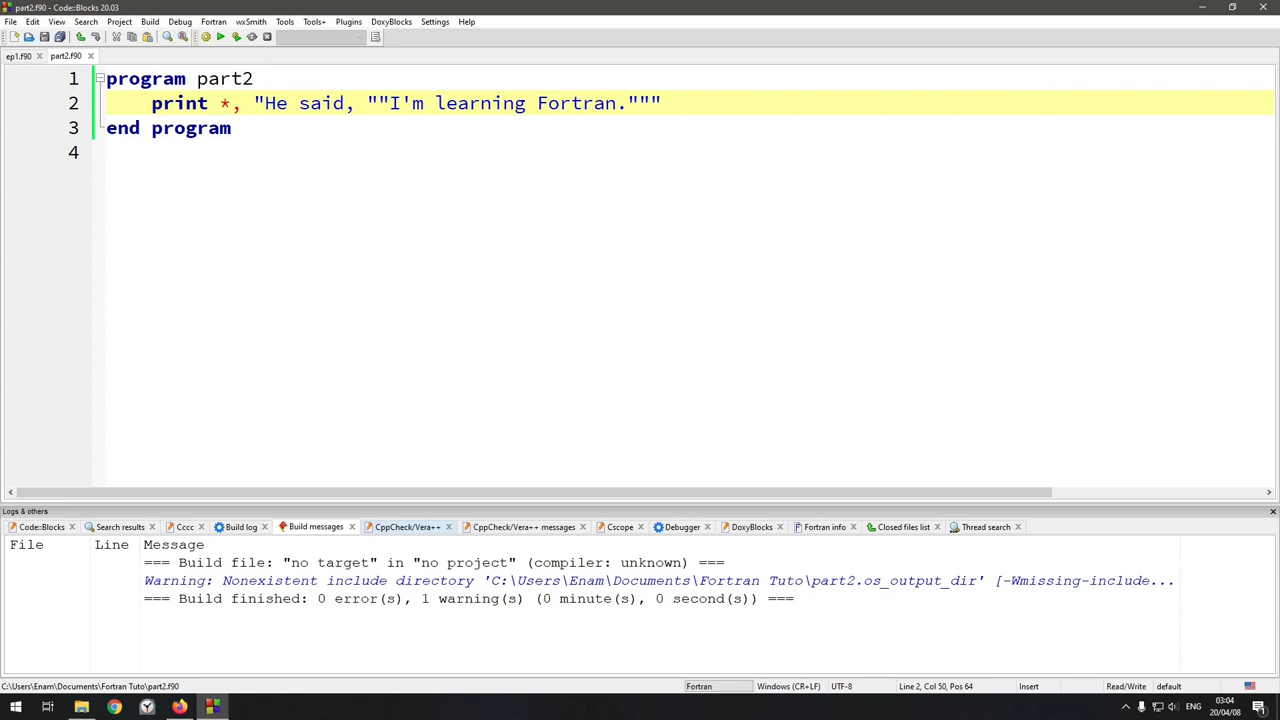 part2.f90 - Code::Blocks 20.03
File Edit View Search Project Build Debug Fortran wxSmith Tools Tools+ Plugins DoxyBlocks Settings Help
ep1.f90 part2.f90
1 program part2
2 print *, "He said, ""I'm learning Fortran."""
3 end program
4
Logs & others
Code::Blocks Search results Cccc Build log Build messages CppCheck/Vera++ CppCheck/Vera++ messages Cscope Debugger DoxyBlocks Fortran info Closed files list Thread search
File Line Message
=== Build file: "no target" in "no project" (compiler: unknown) ===
Warning: Nonexistent include directory 'C:\Users\Enam\Documents\Fortran Tuto\part2.os_output_dir' [-Wmissing-include...
=== Build finished: 0 error(s), 1 warning(s) (0 minute(s), 0 second(s)) ===
C:\Users\Enam\Documents\Fortran Tuto\part2.f90 Fortran Windows (CR+LF) UTF-8 Line 2, Col 50, Pos 64 Insert Read/Write default
ENG 03:04
20/04/08